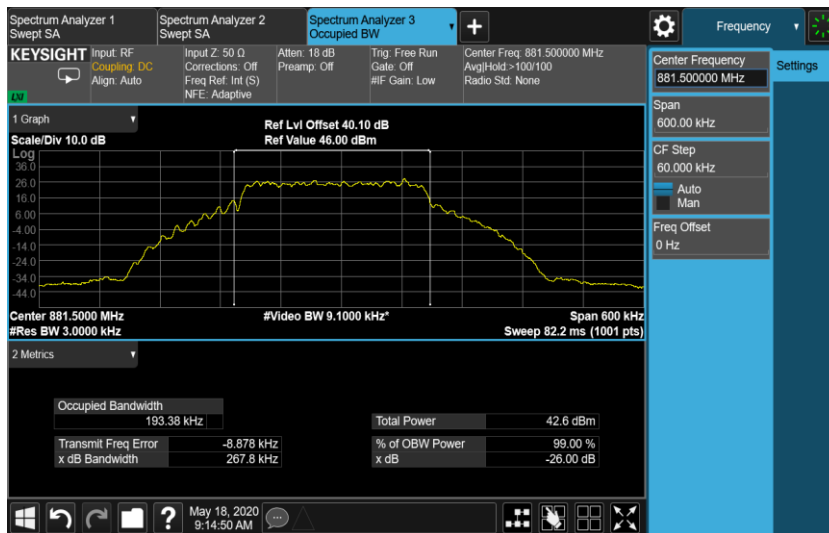 Spectrum Analyzer 1
Swept SA
Spectrum Analyzer 2
Swept SA
Spectrum Analyzer 3
Occupied BW
Frequency
KEYSIGHT
Input: RF
Coupling: DC
Align: Auto
Input Z: 50 Ω
Corrections: Off
Freq Ref: Int (S)
NFE: Adaptive
Atten: 18 dB
Preamp: Off
Trig: Free Run
Gate: Off
#IF Gain: Low
Center Freq: 881.500000 MHz
Avg|Hold:>100/100
Radio Std: None
LXI
1 Graph
Scale/Div 10.0 dB
Ref Lvl Offset 40.10 dB
Ref Value 46.00 dBm
Log
36.0
26.0
16.0
6.00
-4.00
-14.0
-24.0
-34.0
-44.0
Center 881.5000 MHz
#Video BW 9.1000 kHz*
Span 600 kHz
#Res BW 3.0000 kHz
Sweep 82.2 ms (1001 pts)
2 Metrics
Occupied Bandwidth
193.38 kHz
Total Power 42.6 dBm
Transmit Freq Error -8.878 kHz
% of OBW Power 99.00 %
x dB Bandwidth 267.8 kHz
x dB -26.00 dB
?
May 18, 2020
9:14:50 AM
Center Frequency
881.500000 MHz
Settings
Span
600.00 kHz
CF Step
60.000 kHz
Auto
Man
Freq Offset
0 Hz